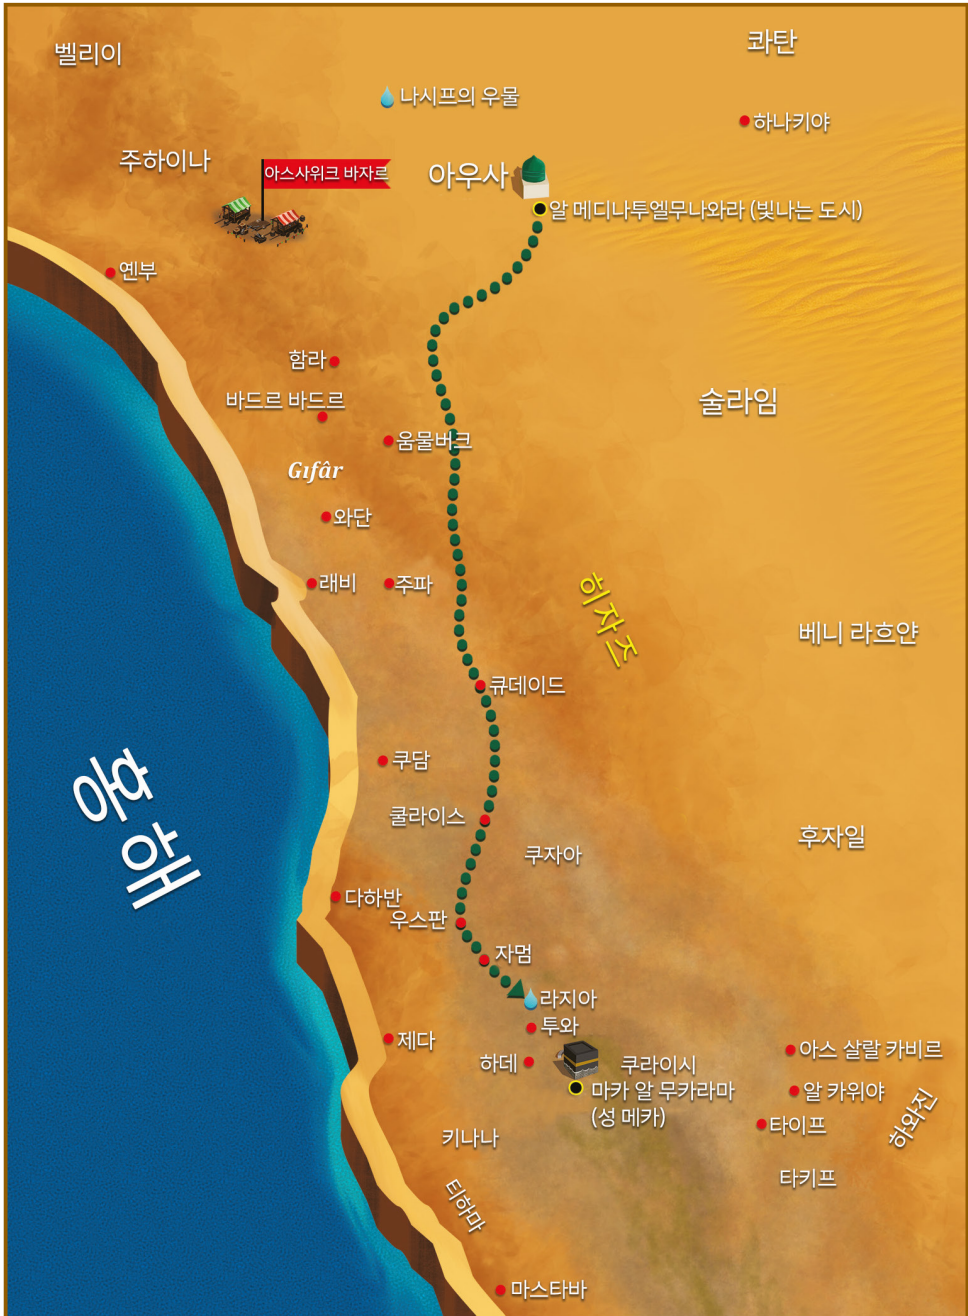 벨리이
콰탄
나시프의 우물
하나키야
주하이나
아스사위크 바자르
아우사
알 메디나투엘무나와라 (빛나는 도시)
옌부
함라
바드르 바드르
술라임
움물버크
Gıfâr
와단
래비
주파
히자즈
베니 라흐얀
큐데이드
쿠담
홍해
쿨라이스
후자일
쿠자아
다하반
우스판
자멈
라지아
투와
제다
하데
쿠라이시
아스 살랄 카비르
마카 알 무카라마
(성 메카)
알 카위야
타이프
하와진
키나나
타키프
티하마
마스타바